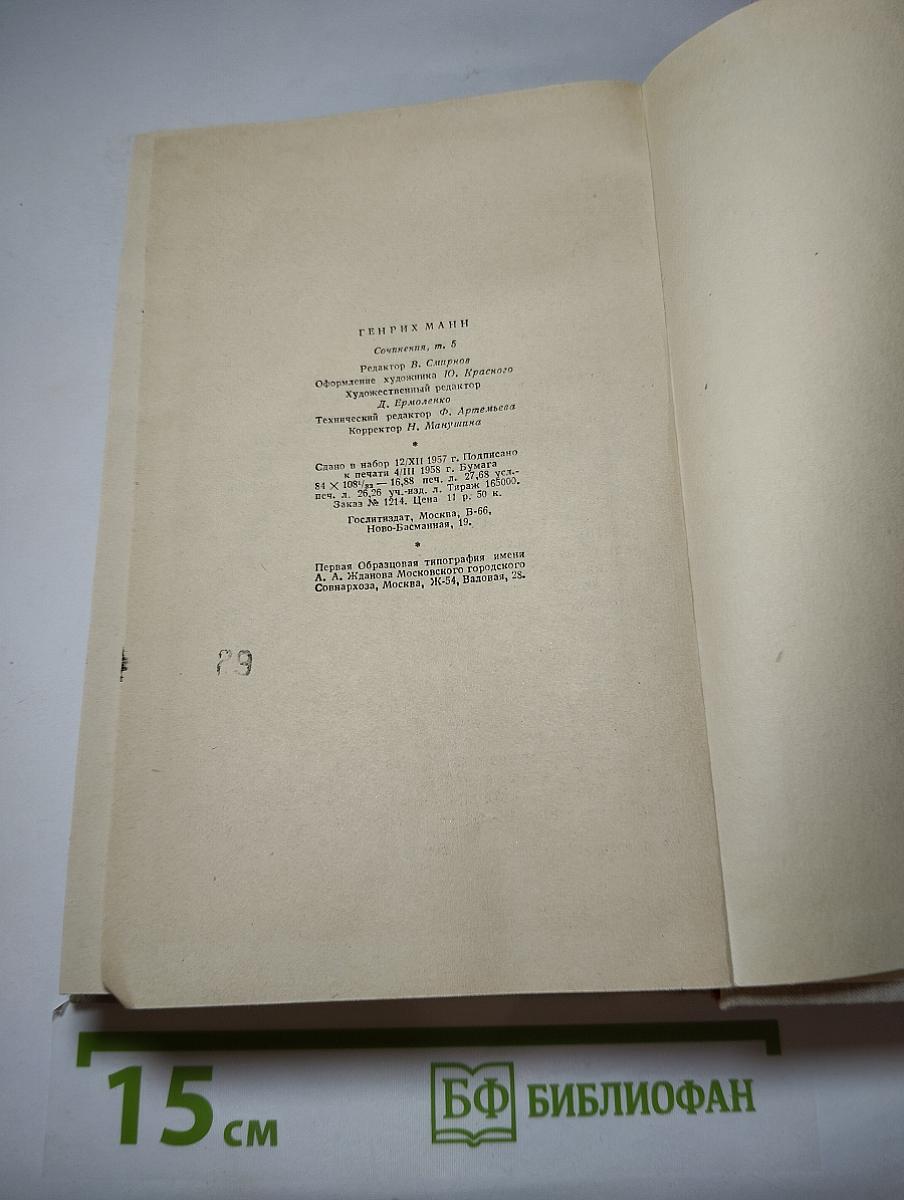 ГЕНРИХ МАНН
Сочинения, т. 5
Редактор В. Смирнов
Оформление художника Ю. Красного
Художественный редактор
Д. Ермоленко
Технический редактор Ф. Артемьева
Корректор Н. Манушина
*
Сдано в набор 12/XII 1957 г. Подписано
к печати 4/III 1958 г. Бумага
84 × 108¹/₃₂ — 16,88 печ. л. 27,68 усл.-
печ. л. 26,26 уч.-изд. л. Тираж 165000.
Заказ № 1214. Цена 11 р. 50 к.
Гослитиздат, Москва, Б-66,
Ново-Басманная, 19.
*
Первая Образцовая типография имени
А. А. Жданова Московского городского
Совнархоза, Москва, Ж-54, Валовая, 28.
29
15 см
БФ БИБЛИОФАН